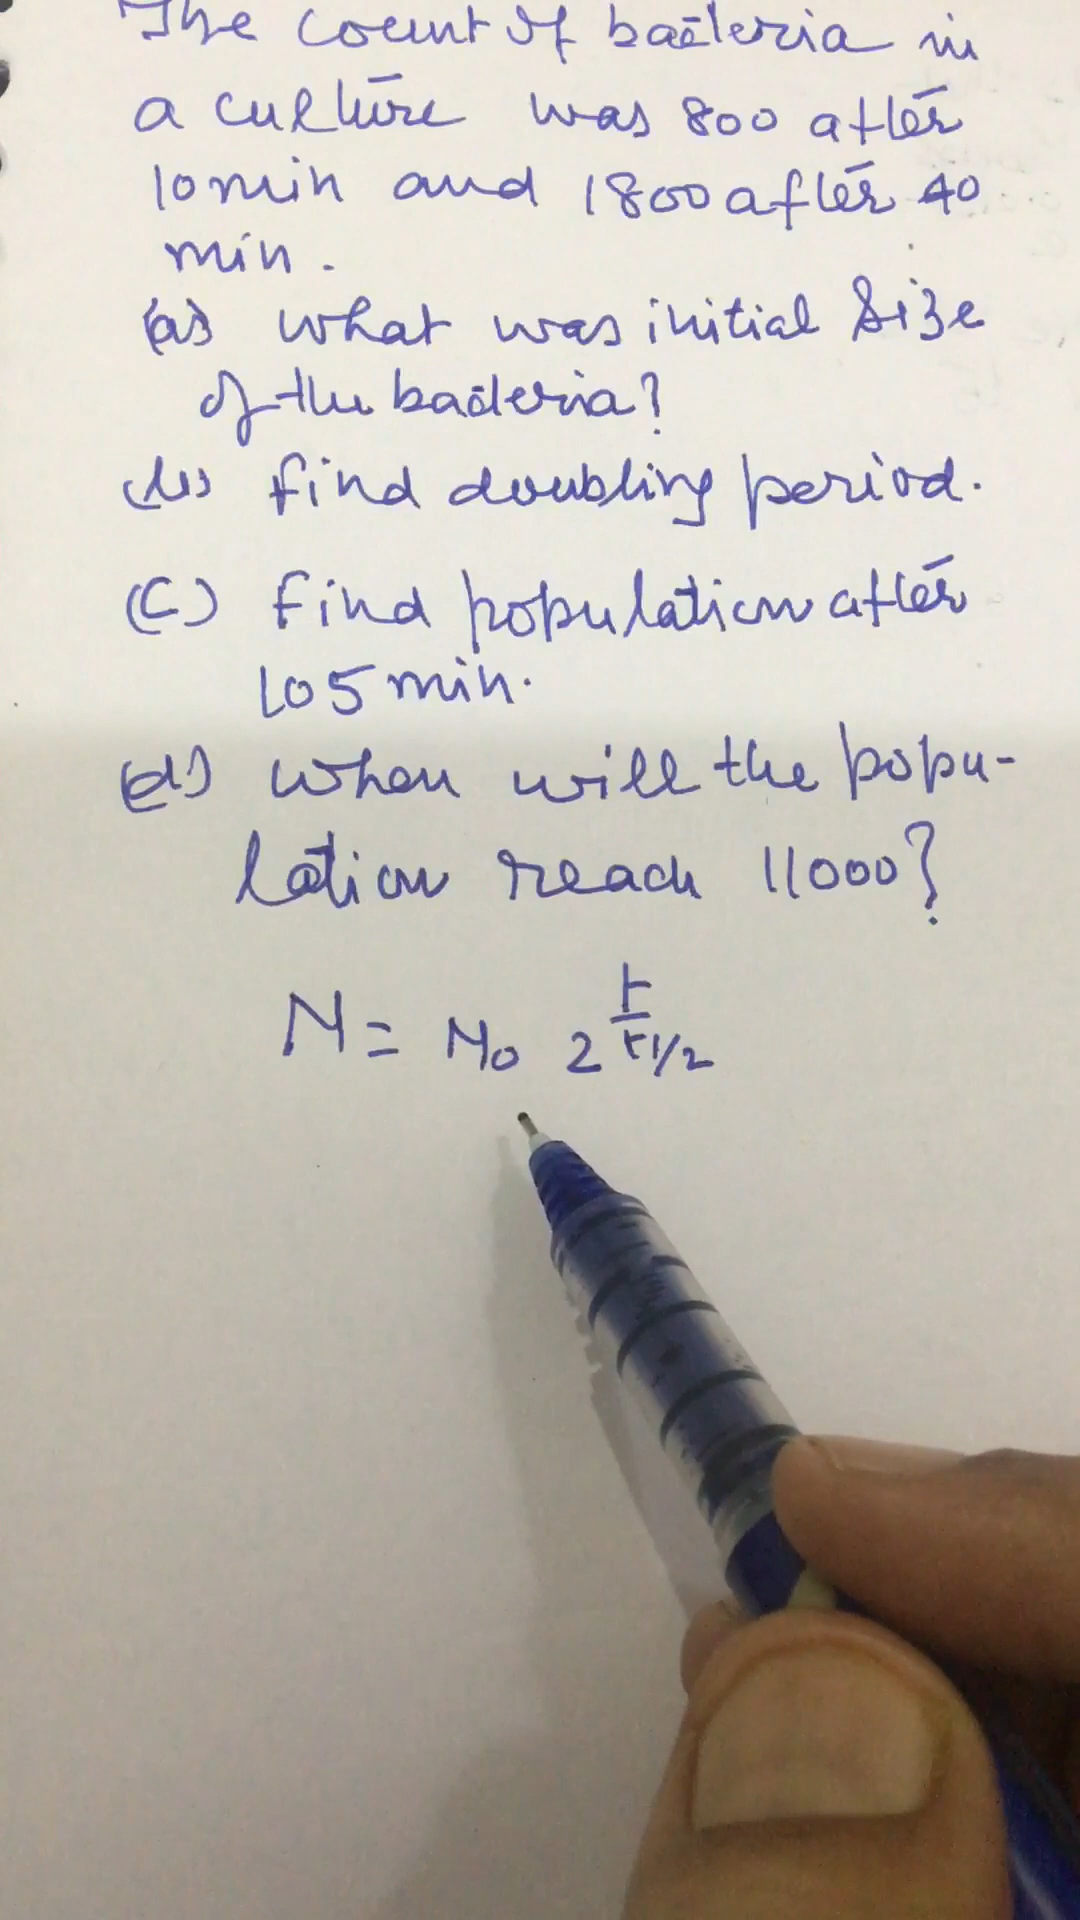 The count of bacteria in
a culture was 800 after
10 min and 1800 after 40
min.
(a) what was initial size
of the bacteria?
(b) find doubling period.
(c) find population after
105 min.
(d) when will the popu-
lation reach 11000?
N = N₀ 2^(t/t1/2)